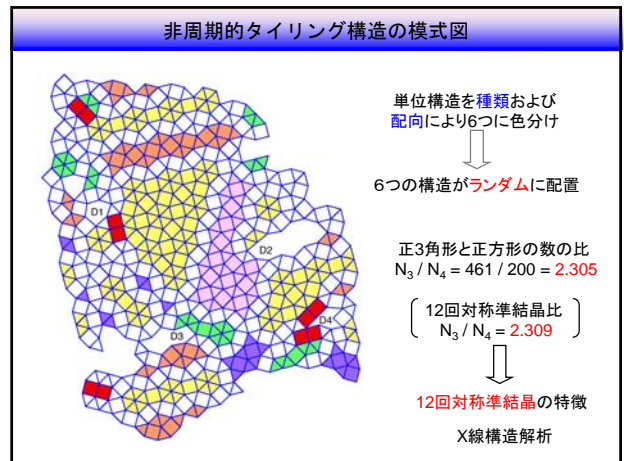 非周期的タイリング構造の模式図
単位構造を種類および
配向により6つに色分け
6つの構造がランダムに配置
正3角形と正方形の数の比
N₃ / N₄ = 461 / 200 = 2.305
12回対称準結晶比
N₃ / N₄ = 2.309
12回対称準結晶の特徴
X線構造解析
D1
D2
D3
D4